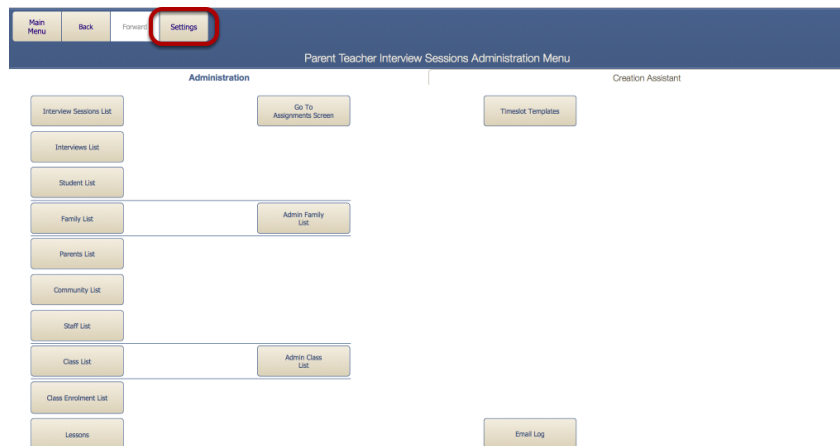 Main
Menu
Back
Forward
Settings
Parent Teacher Interview Sessions Administration Menu
Administration
Creation Assistant
Interview Sessions List
Go To
Assignments Screen
Timeslot Templates
Interviews List
Student List
Family List
Admin Family
List
Parents List
Community List
Staff List
Class List
Admin Class
List
Class Enrolment List
Lessons
Email Log